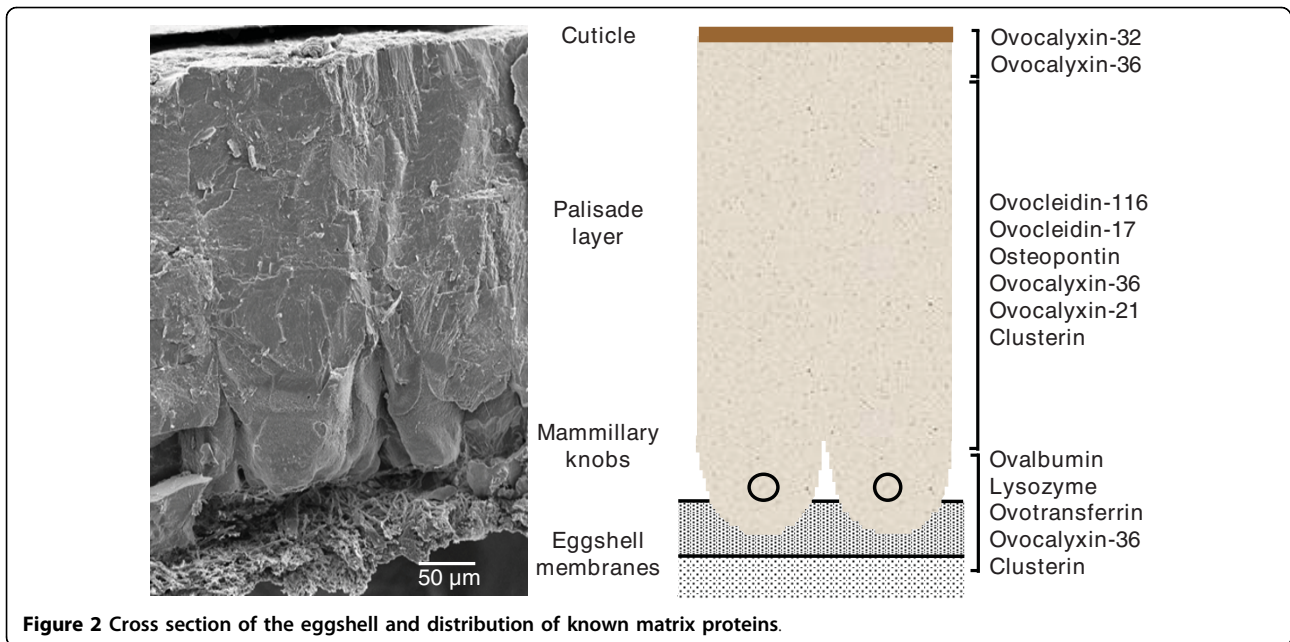 Cuticle
Palisade
layer
Mammillary
knobs
Eggshell
membranes
50 µm
Ovocalyxin-32
Ovocalyxin-36
Ovocleidin-116
Ovocleidin-17
Osteopontin
Ovocalyxin-36
Ovocalyxin-21
Clusterin
Ovalbumin
Lysozyme
Ovotransferrin
Ovocalyxin-36
Clusterin
Figure 2 Cross section of the eggshell and distribution of known matrix proteins.